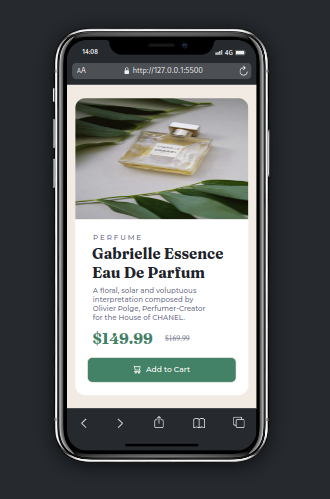 14:08
4G
AA
http://127.0.0.1:5500
PERFUME
Gabrielle Essence
Eau De Parfum
A floral, solar and voluptuous
interpretation composed by
Olivier Polge, Perfumer-Creator
for the House of CHANEL.
$149.99 $169.99
Add to Cart